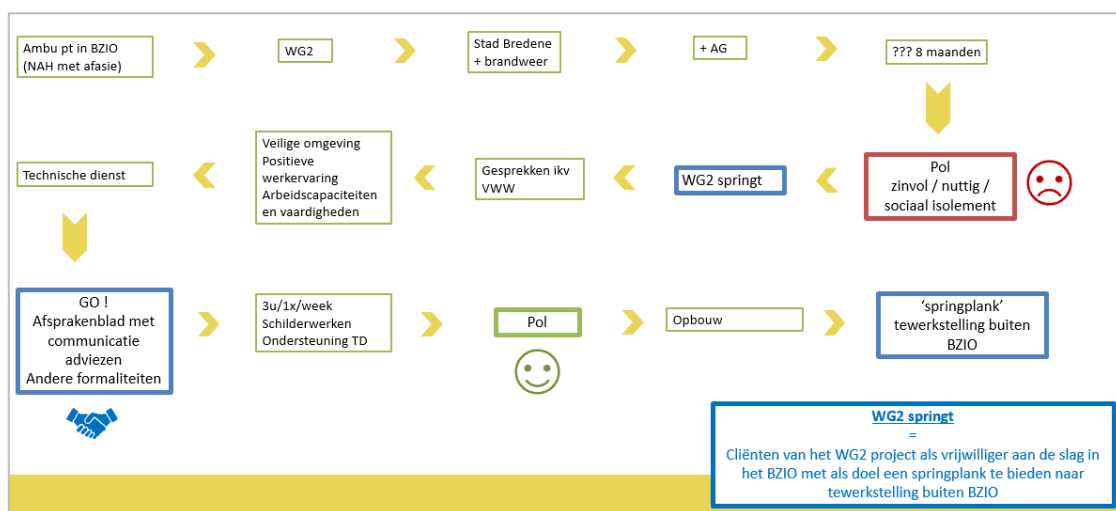 Ambu pt in BZIO
(NAH met afasie)
WG2
Stad Bredene
+ brandweer
+ AG
??? 8 maanden
Pol
zinvol / nuttig /
sociaal isolement
WG2 springt
Gesprekken ikv
VWW
Veilige omgeving
Positieve
werkervaring
Arbeidscapaciteiten
en vaardigheden
Technische dienst
GO !
Afsprakenblad met
communicatie
adviezen
Andere formaliteiten
3u/1x/week
Schilderwerken
Ondersteuning TD
Pol
Opbouw
‘springplank’
tewerkstelling buiten
BZIO
WG2 springt
=
Cliënten van het WG2 project als vrijwilliger aan de slag in
het BZIO met als doel een springplank te bieden naar
tewerkstelling buiten BZIO